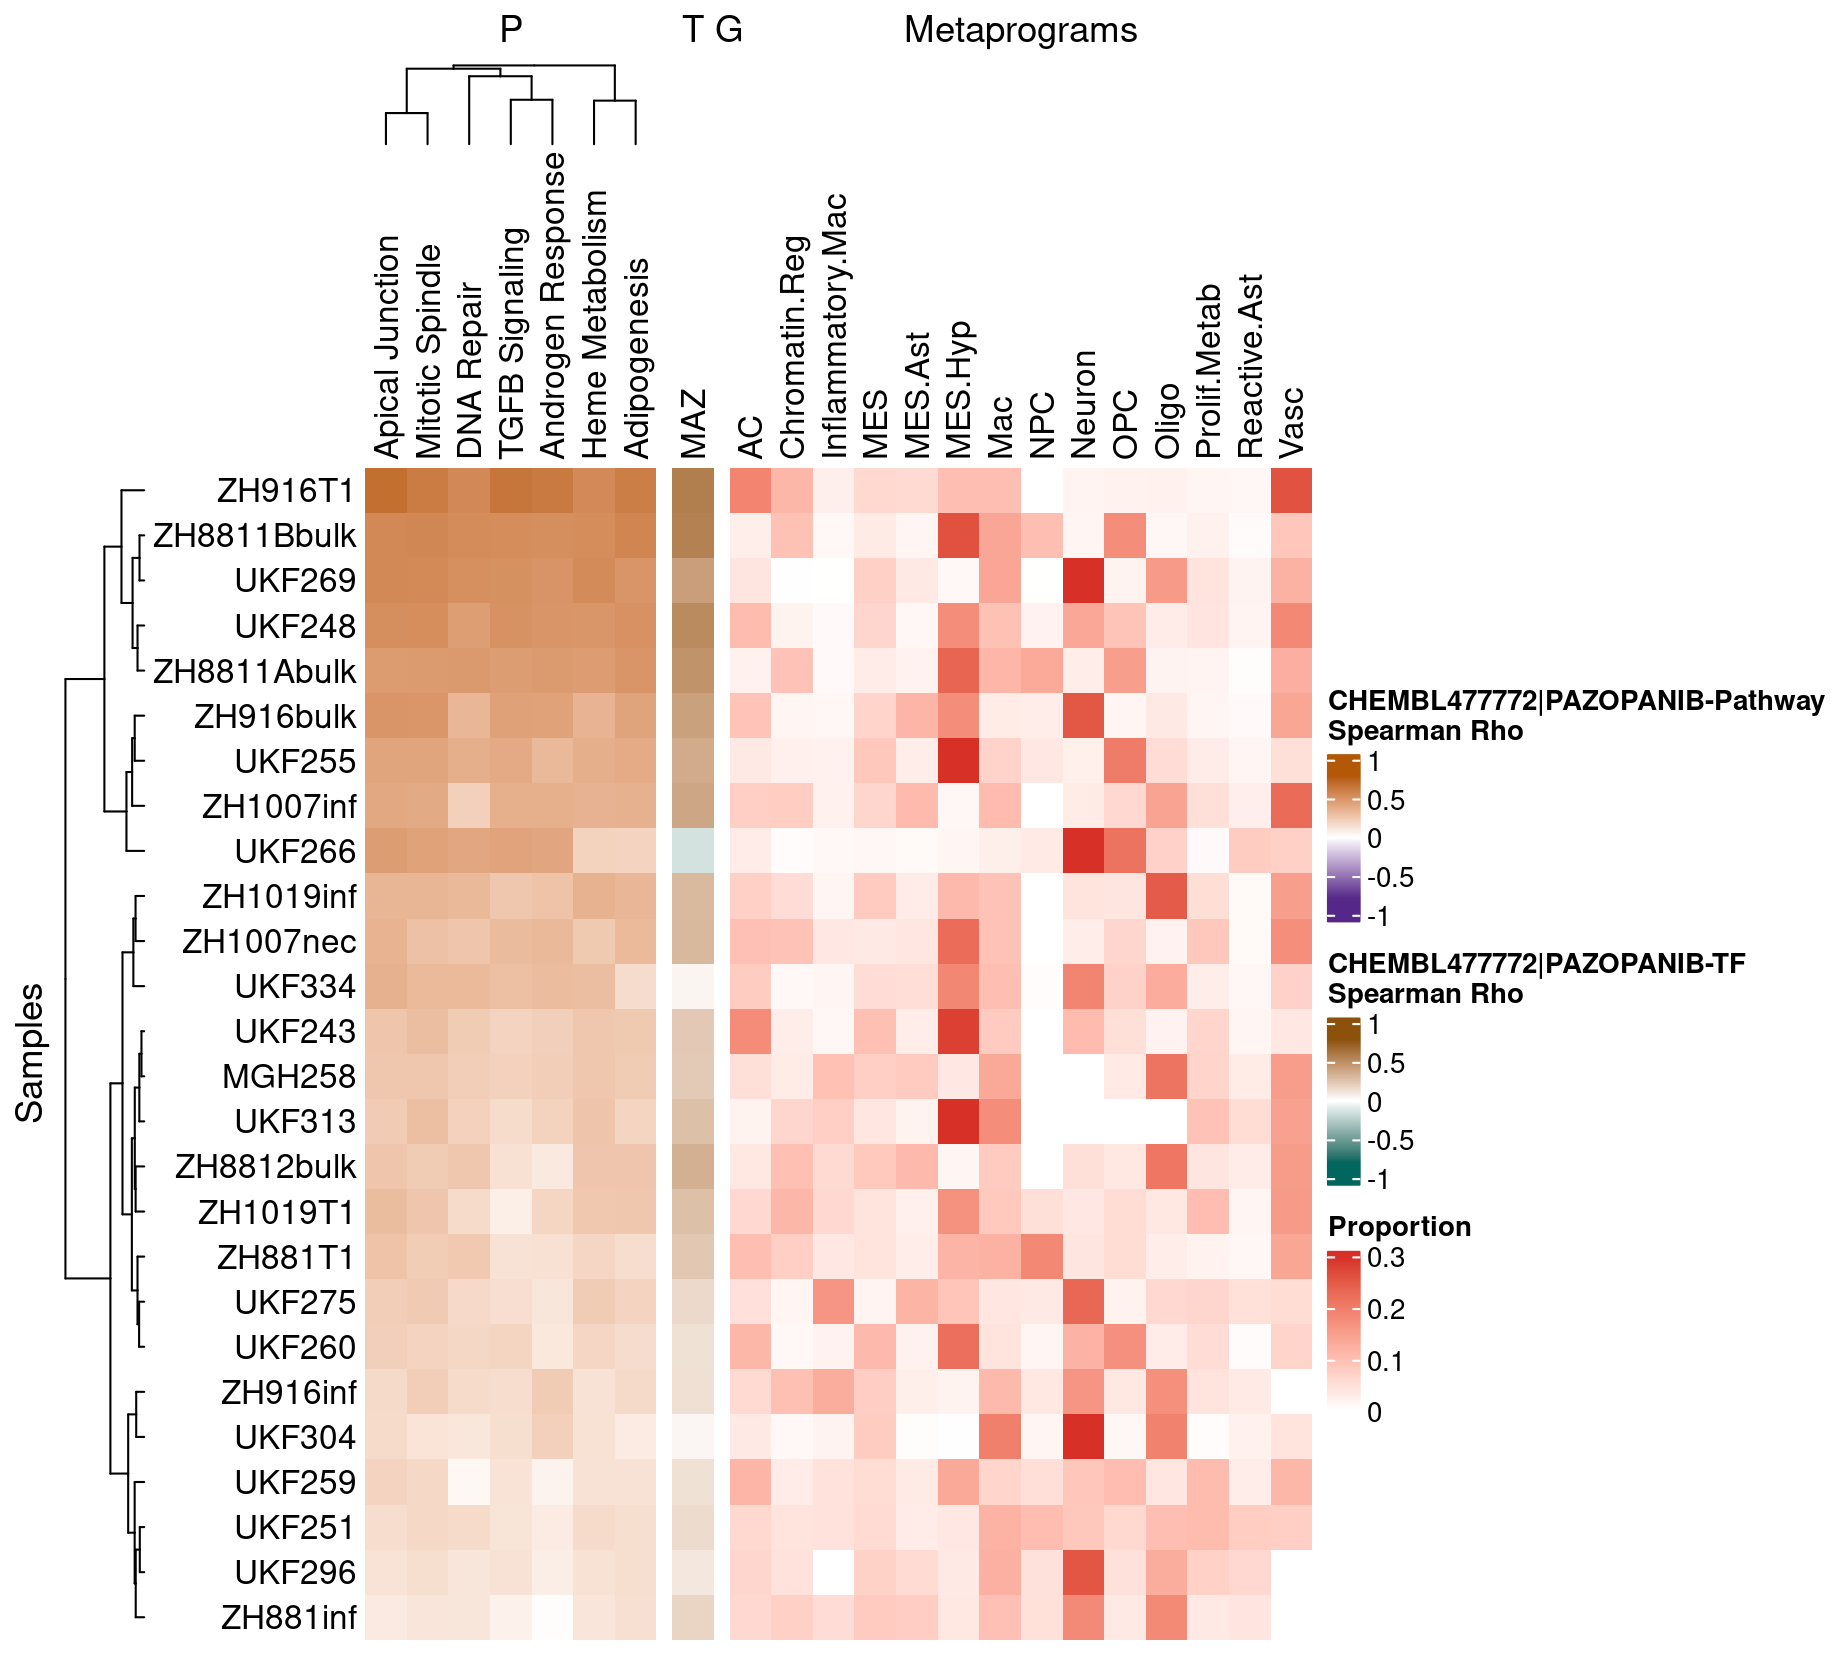 P
T G
Metaprograms
Apical Junction
Mitotic Spindle
DNA Repair
TGFB Signaling
Androgen Response
Heme Metabolism
Adipogenesis
MAZ
AC
Chromatin.Reg
Inflammatory.Mac
MES
MES.Ast
MES.Hyp
Mac
NPC
Neuron
OPC
Oligo
Prolif.Metab
Reactive.Ast
Vasc
Samples
ZH916T1
ZH8811Bbulk
UKF269
UKF248
ZH8811Abulk
ZH916bulk
UKF255
ZH1007inf
UKF266
ZH1019inf
ZH1007nec
UKF334
UKF243
MGH258
UKF313
ZH8812bulk
ZH1019T1
ZH881T1
UKF275
UKF260
ZH916inf
UKF304
UKF259
UKF251
UKF296
ZH881inf
CHEMBL477772|PAZOPANIB-Pathway
Spearman Rho
1
0.5
0
-0.5
-1
CHEMBL477772|PAZOPANIB-TF
Spearman Rho
1
0.5
0
-0.5
-1
Proportion
0.3
0.2
0.1
0